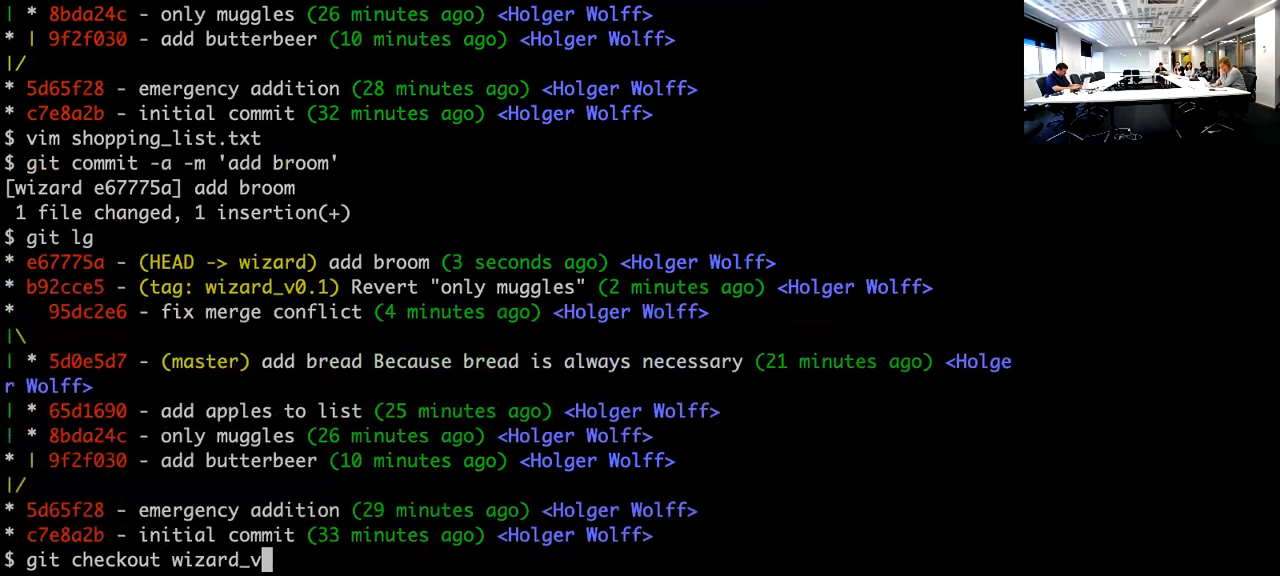 | * 8bda24c - only muggles (26 minutes ago) <Holger Wolff>
* | 9f2f030 - add butterbeer (10 minutes ago) <Holger Wolff>
|/
* 5d65f28 - emergency addition (28 minutes ago) <Holger Wolff>
* c7e8a2b - initial commit (32 minutes ago) <Holger Wolff>
$ vim shopping_list.txt
$ git commit -a -m 'add broom'
[wizard e67775a] add broom
 1 file changed, 1 insertion(+)
$ git lg
* e67775a - (HEAD -> wizard) add broom (3 seconds ago) <Holger Wolff>
* b92cce5 - (tag: wizard_v0.1) Revert "only muggles" (2 minutes ago) <Holger Wolff>
*   95dc2e6 - fix merge conflict (4 minutes ago) <Holger Wolff>
|\
| * 5d0e5d7 - (master) add bread Because bread is always necessary (21 minutes ago) <Holge
r Wolff>
| * 65d1690 - add apples to list (25 minutes ago) <Holger Wolff>
| * 8bda24c - only muggles (26 minutes ago) <Holger Wolff>
* | 9f2f030 - add butterbeer (10 minutes ago) <Holger Wolff>
|/
* 5d65f28 - emergency addition (29 minutes ago) <Holger Wolff>
* c7e8a2b - initial commit (33 minutes ago) <Holger Wolff>
$ git checkout wizard_v